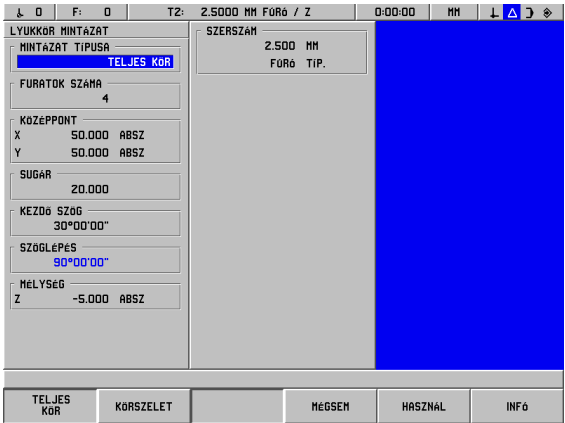 0 F: 0 T2: 2.5000 MM FÚRÓ / Z 0:00:00 MM
LYUKKÖR MINTÁZAT
MINTÁZAT TÍPUSA
TELJES KÖR
FURATOK SZÁMA
4
KÖZÉPPONT
X 50.000 ABSZ
Y 50.000 ABSZ
SUGÁR
20.000
KEZDŐ SZÖG
30°00'00"
SZÖGLÉPÉS
90°00'00"
MÉLYSÉG
Z -5.000 ABSZ
SZERSZÁM
2.500 MM
FÚRÓ TÍP.
TELJES KÖR
KÖRSZELET
MÉGSEM
HASZNÁL
INFÓ